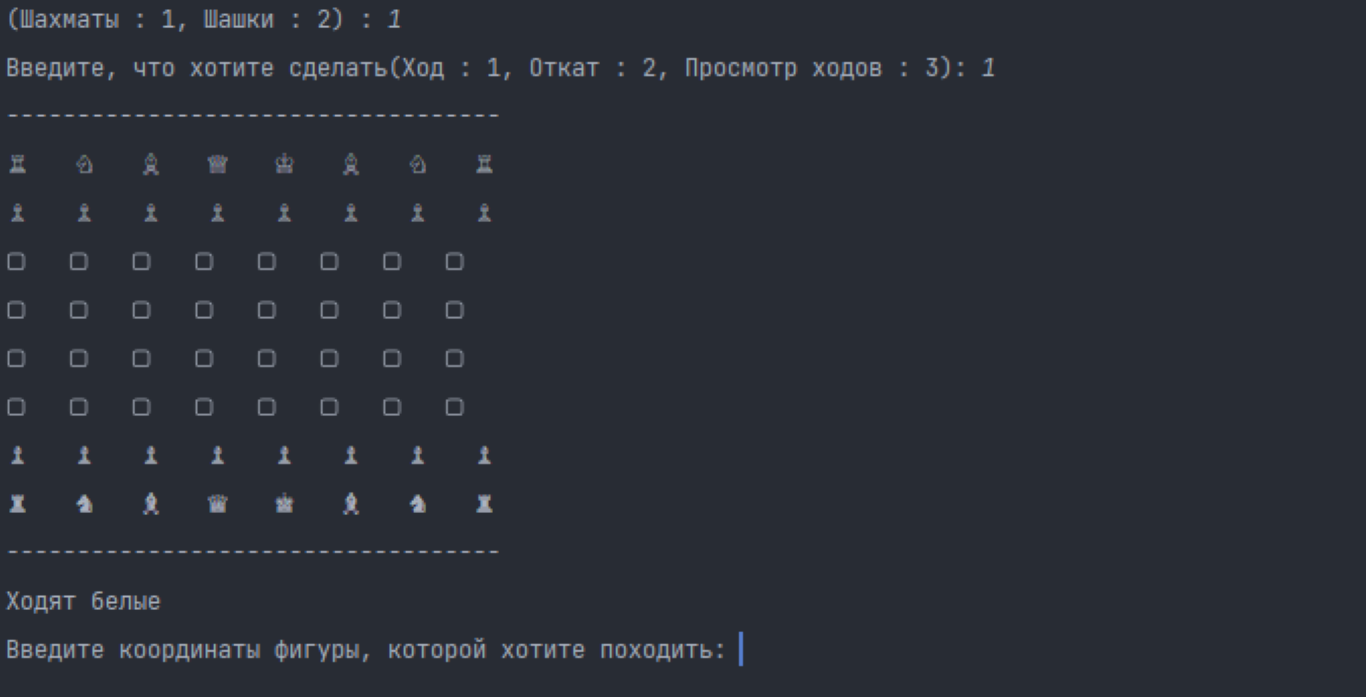 (Шахматы : 1, Шашки : 2) : 1
Введите, что хотите сделать(Ход : 1, Откат : 2, Просмотр ходов : 3): 1
-----------------------------------
♖ ♘ ♗ ♕ ♔ ♗ ♘ ♖
♙ ♙ ♙ ♙ ♙ ♙ ♙ ♙
▢ ▢ ▢ ▢ ▢ ▢ ▢ ▢
▢ ▢ ▢ ▢ ▢ ▢ ▢ ▢
▢ ▢ ▢ ▢ ▢ ▢ ▢ ▢
▢ ▢ ▢ ▢ ▢ ▢ ▢ ▢
♟ ♟ ♟ ♟ ♟ ♟ ♟ ♟
♜ ♞ ♝ ♛ ♚ ♝ ♞ ♜
-----------------------------------
Ходят белые
Введите координаты фигуры, которой хотите походить: